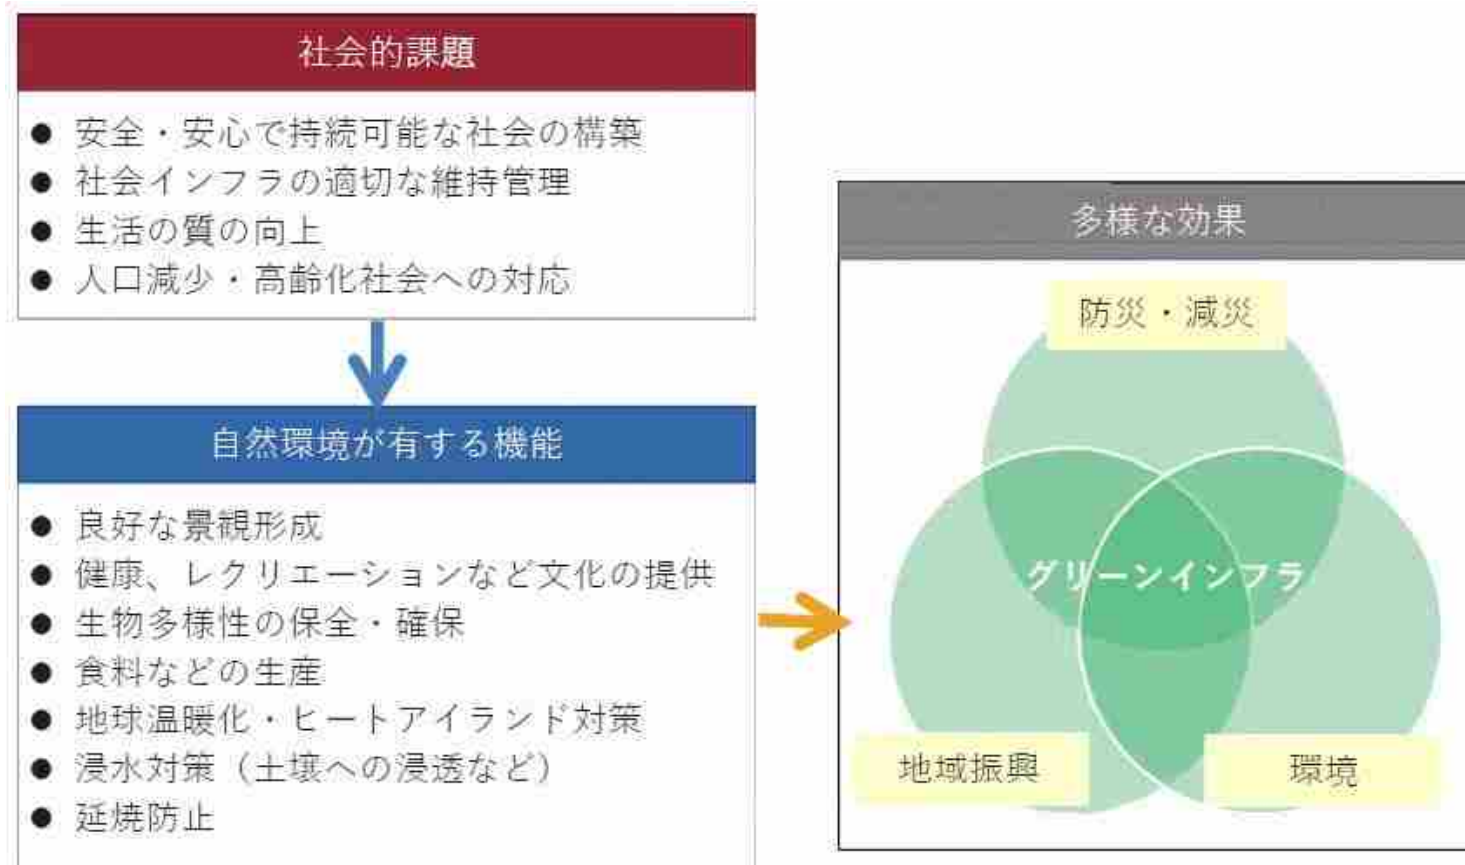 社会的課題
● 安全・安心で持続可能な社会の構築
● 社会インフラの適切な維持管理
● 生活の質の向上
● 人口減少・高齢化社会への対応
自然環境が有する機能
● 良好な景観形成
● 健康、レクリエーションなど文化の提供
● 生物多様性の保全・確保
● 食料などの生産
● 地球温暖化・ヒートアイランド対策
● 浸水対策（土壌への浸透など）
● 延焼防止
多様な効果
防災・減災
グリーンインフラ
地域振興
環境